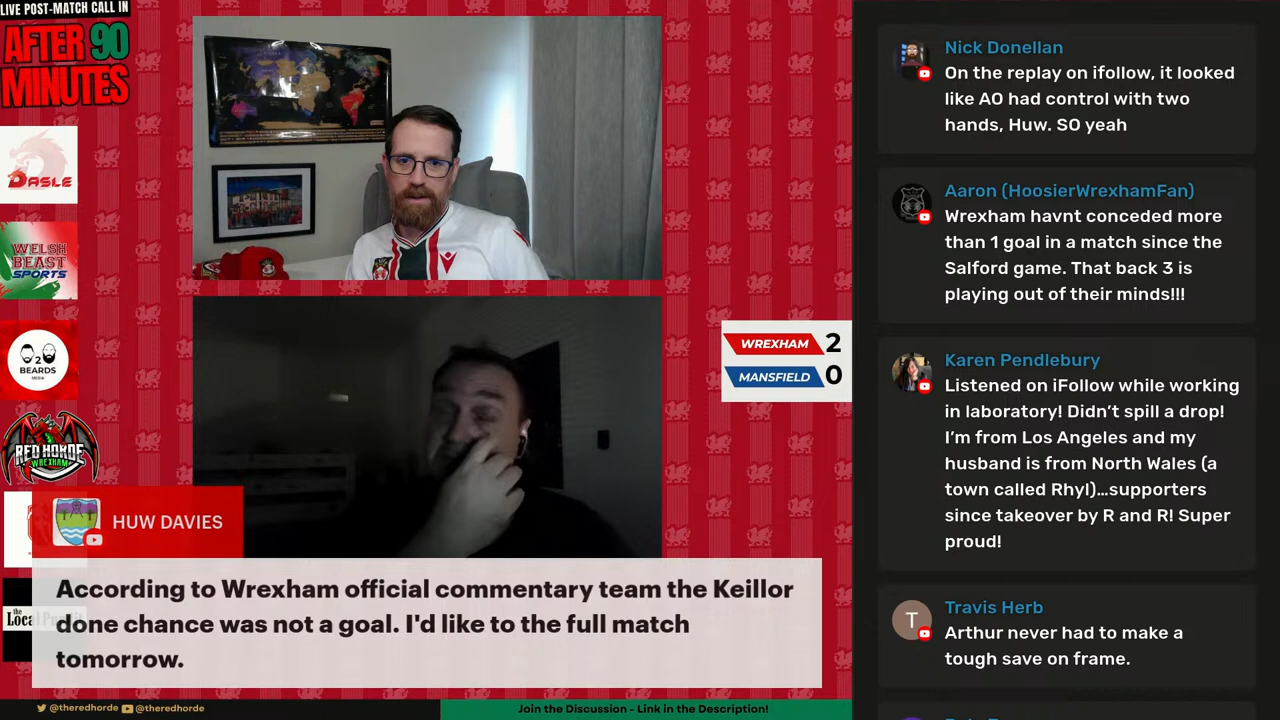 LIVE POST-MATCH CALL IN
AFTER 90
MINUTES
DASLE
WELSH
BEAST
SPORTS
2
BEARDS
MEDIA
RED HORDE
WREXHAM
the
Local
HUW DAVIES
According to Wrexham official commentary team the Keillor
done chance was not a goal. I'd like to the full match
tomorrow.
WREXHAM 2
MANSFIELD 0
@theredhorde @theredhorde
Join the Discussion - Link in the Description!
Nick Donellan
On the replay on ifollow, it looked
like AO had control with two
hands, Huw. SO yeah
Aaron (HoosierWrexhamFan)
Wrexham havnt conceded more
than 1 goal in a match since the
Salford game. That back 3 is
playing out of their minds!!!
Karen Pendlebury
Listened on iFollow while working
in laboratory! Didn’t spill a drop!
I’m from Los Angeles and my
husband is from North Wales (a
town called Rhyl)...supporters
since takeover by R and R! Super
proud!
T
Travis Herb
Arthur never had to make a
tough save on frame.